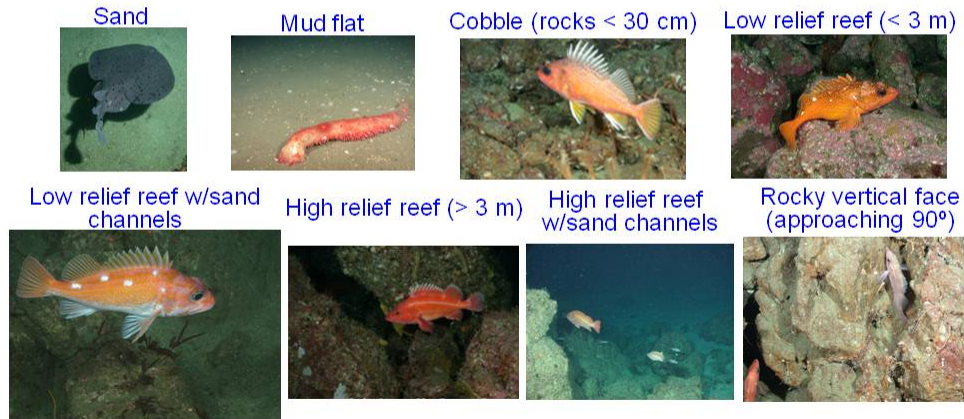 Sand
Mud flat
Cobble (rocks < 30 cm)
Low relief reef (< 3 m)
Low relief reef w/sand
channels
High relief reef (> 3 m)
High relief reef
w/sand channels
Rocky vertical face
(approaching 90º)